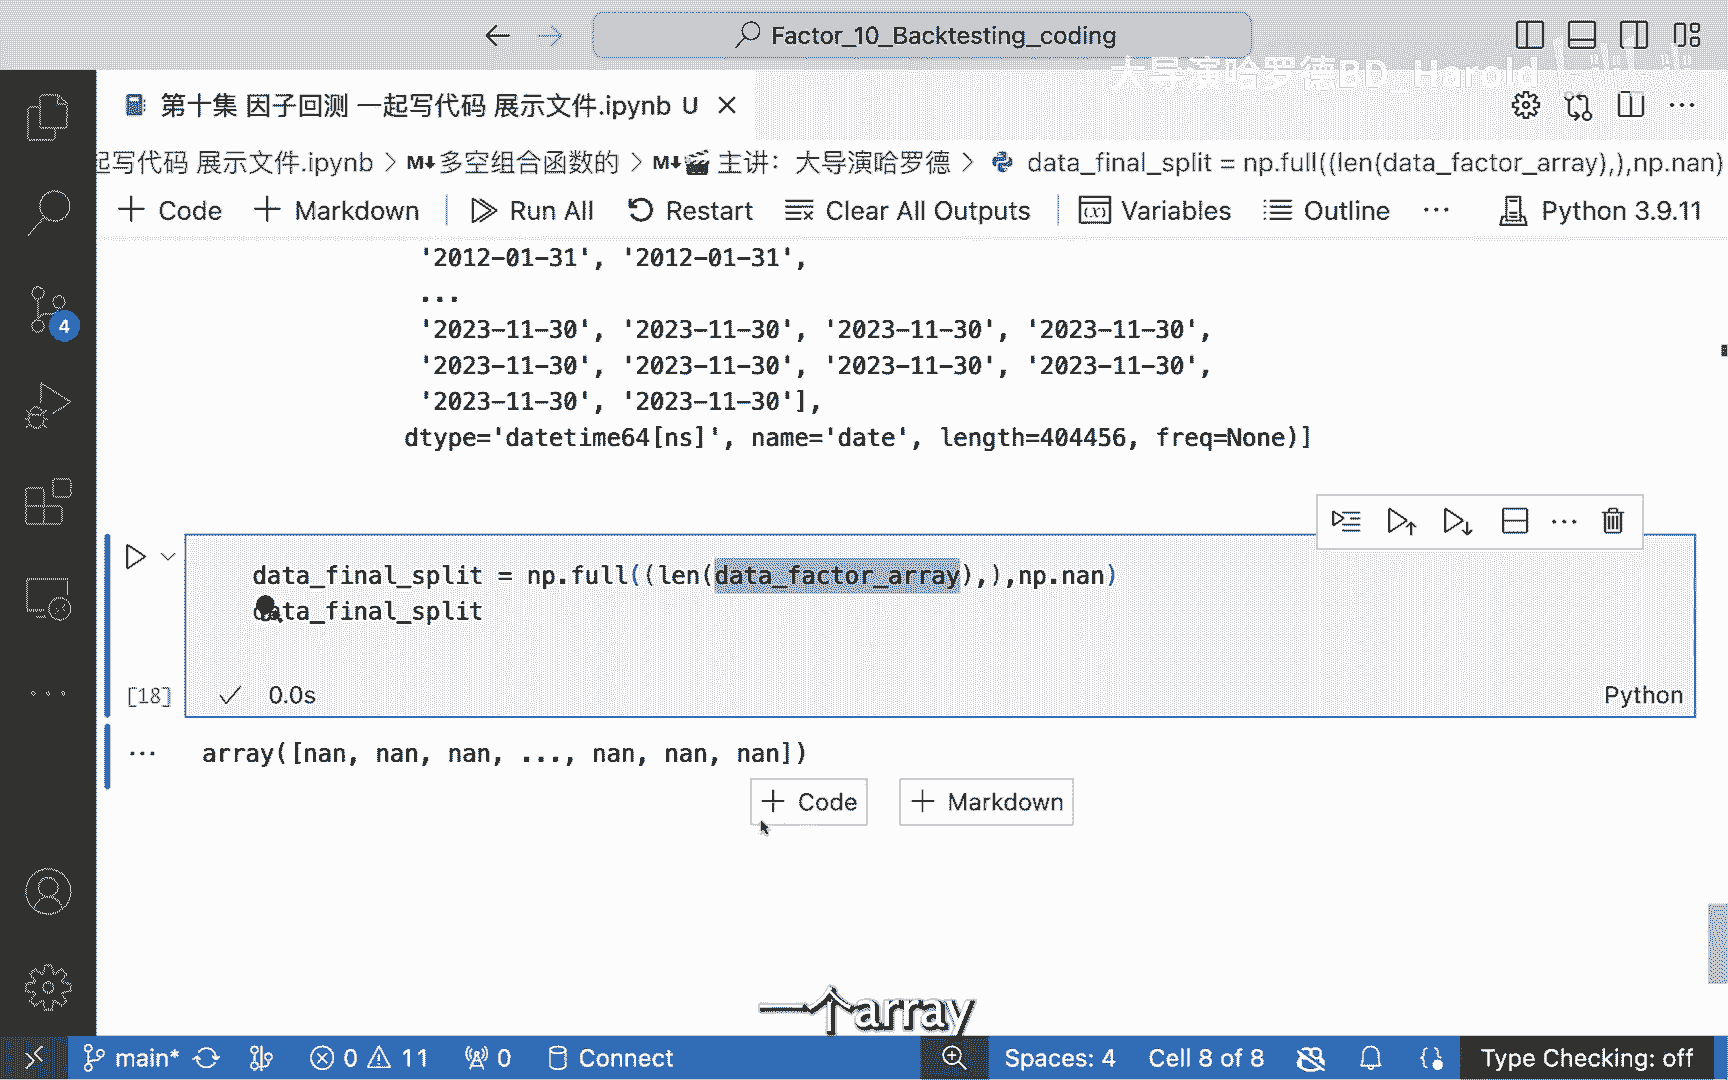 Factor_10_Backtesting_coding
大导演哈罗德BD_Harold
第十集 因子回测 一起写代码 展示文件.ipynb U
起写代码 展示文件.ipynb > M↓多空组合函数的 > M↓🎬 主讲：大导演哈罗德 > data_final_split = np.full((len(data_factor_array),),np.nan)
+ Code + Markdown Run All Restart Clear All Outputs Variables Outline ... Python 3.9.11
'2012-01-31', '2012-01-31',
...
'2023-11-30', '2023-11-30', '2023-11-30', '2023-11-30',
'2023-11-30', '2023-11-30', '2023-11-30', '2023-11-30',
'2023-11-30', '2023-11-30'],
dtype='datetime64[ns]', name='date', length=404456, freq=None)]
data_final_split = np.full((len(data_factor_array),),np.nan)
data_final_split
[18] 0.0s Python
array([nan, nan, nan, ..., nan, nan, nan])
+ Code + Markdown
一个array
4
main* 0 11 0 Connect Spaces: 4 Cell 8 of 8 Type Checking: off